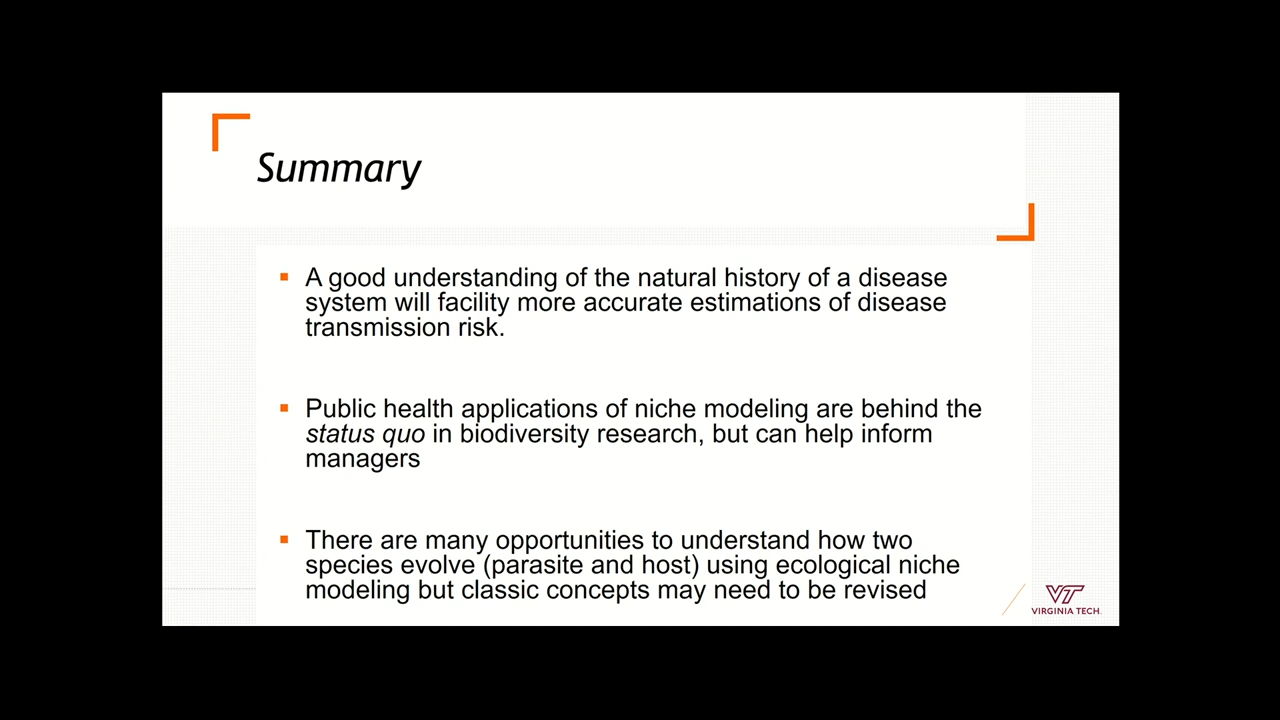 Summary
A good understanding of the natural history of a disease
system will facility more accurate estimations of disease
transmission risk.
Public health applications of niche modeling are behind the
status quo in biodiversity research, but can help inform
managers
There are many opportunities to understand how two
species evolve (parasite and host) using ecological niche
modeling but classic concepts may need to be revised
VT
VIRGINIA TECH.